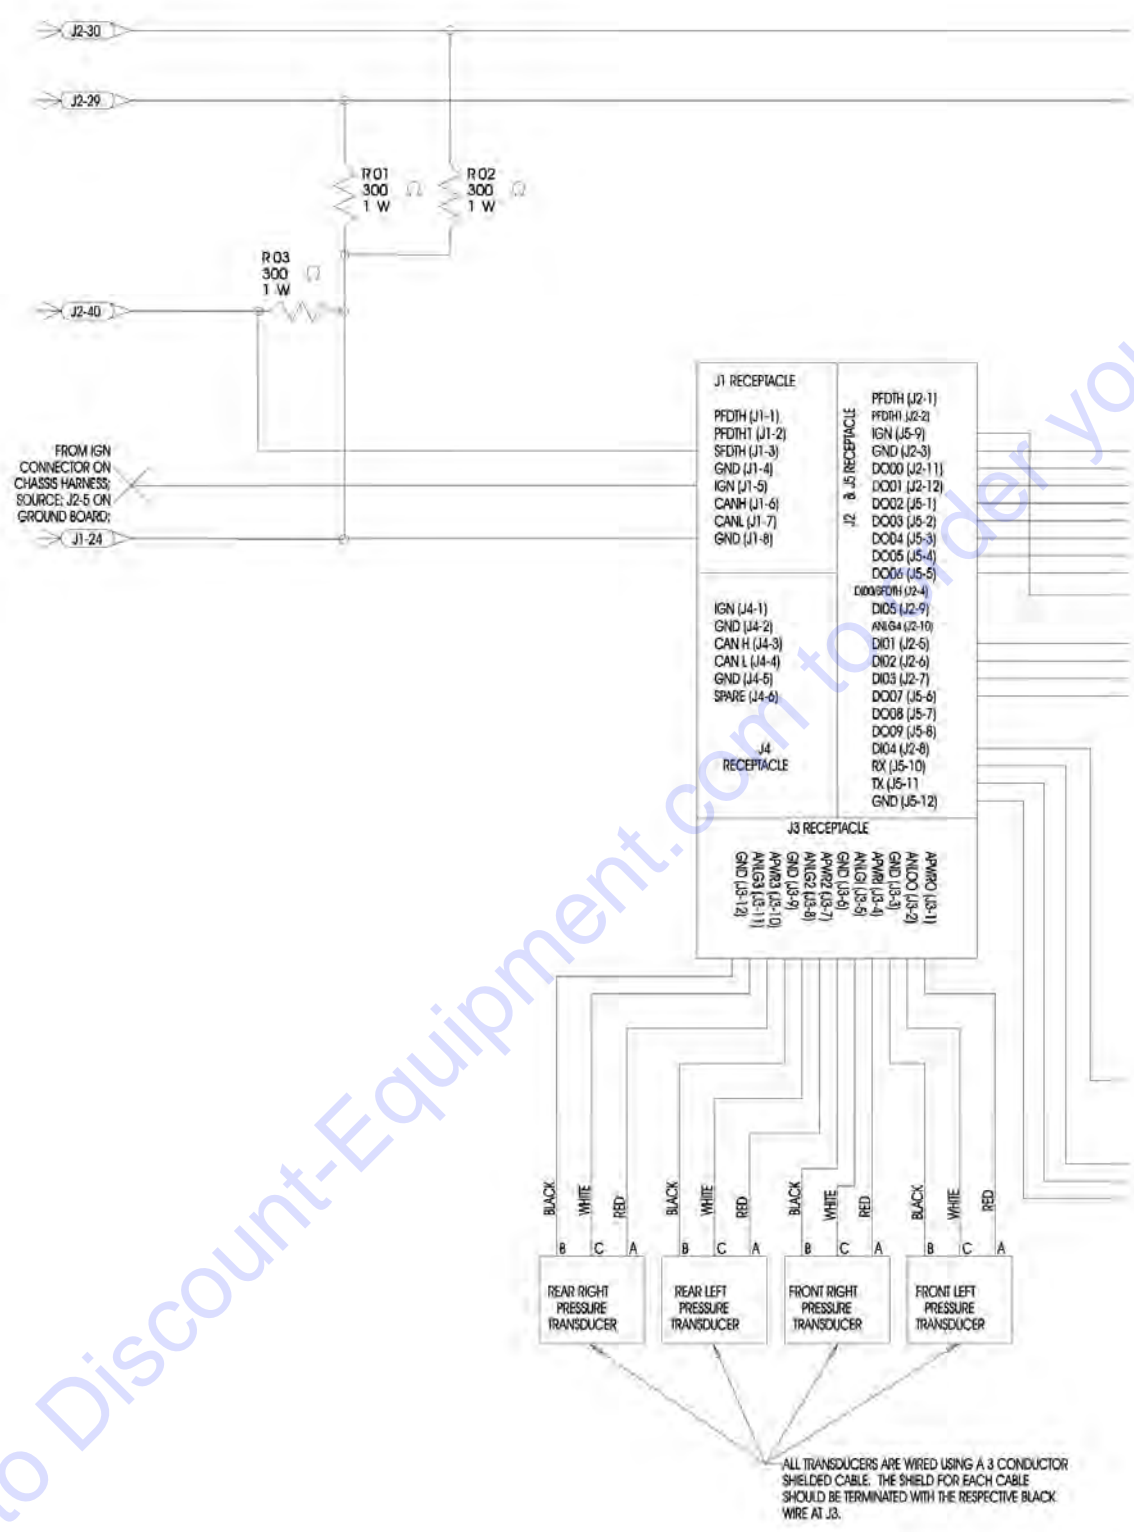 J2-30
J2-29
R01
300 Ω
1 W
R02
300 Ω
1 W
R03
300 Ω
1 W
J2-40
FROM IGN
CONNECTOR ON
CHASSIS HARNESS;
SOURCE; J2-5 ON
GROUND BOARD;
J1-24
J1 RECEPTACLE
PFDTH (J1-1)
PFDTH1 (J1-2)
SFDTH (J1-3)
GND (J1-4)
IGN (J1-5)
CANH (J1-6)
CANL (J1-7)
GND (J1-8)
J2 & J5 RECEPTACLE
PFDTH (J2-1)
PFDTH1 (J2-2)
IGN (J5-9)
GND (J2-3)
DO00 (J2-11)
DO01 (J2-12)
DO02 (J5-1)
DO03 (J5-2)
DO04 (J5-3)
DO05 (J5-4)
DO06 (J5-5)
DI00/SFDTH (J2-4)
DI05 (J2-9)
ANLG4 (J2-10)
DI01 (J2-5)
DI02 (J2-6)
DI03 (J2-7)
DO07 (J5-6)
DO08 (J5-7)
DO09 (J5-8)
DI04 (J2-8)
RX (J5-10)
TX (J5-11
GND (J5-12)
IGN (J4-1)
GND (J4-2)
CAN H (J4-3)
CAN L (J4-4)
GND (J4-5)
SPARE (J4-6)
J4
RECEPTACLE
J3 RECEPTACLE
GND (J3-12)
ANLG3 (J3-11)
APWR3 (J3-10)
GND (J3-9)
ANLG2 (J3-8)
APWR2 (J3-7)
GND (J3-6)
ANLG1 (J3-5)
APWR1 (J3-4)
GND (J3-3)
ANLO0 (J3-2)
APWR0 (J3-1)
BLACK
WHITE
RED
BLACK
WHITE
RED
BLACK
WHITE
RED
BLACK
WHITE
RED
B C A
B C A
B C A
B C A
REAR RIGHT
PRESSURE
TRANSDUCER
REAR LEFT
PRESSURE
TRANSDUCER
FRONT RIGHT
PRESSURE
TRANSDUCER
FRONT LEFT
PRESSURE
TRANSDUCER
ALL TRANSDUCERS ARE WIRED USING A 3 CONDUCTOR
SHIELDED CABLE. THE SHIELD FOR EACH CABLE
SHOULD BE TERMINATED WITH THE RESPECTIVE BLACK
WIRE AT J3.
to Discount-Equipment.com to order you